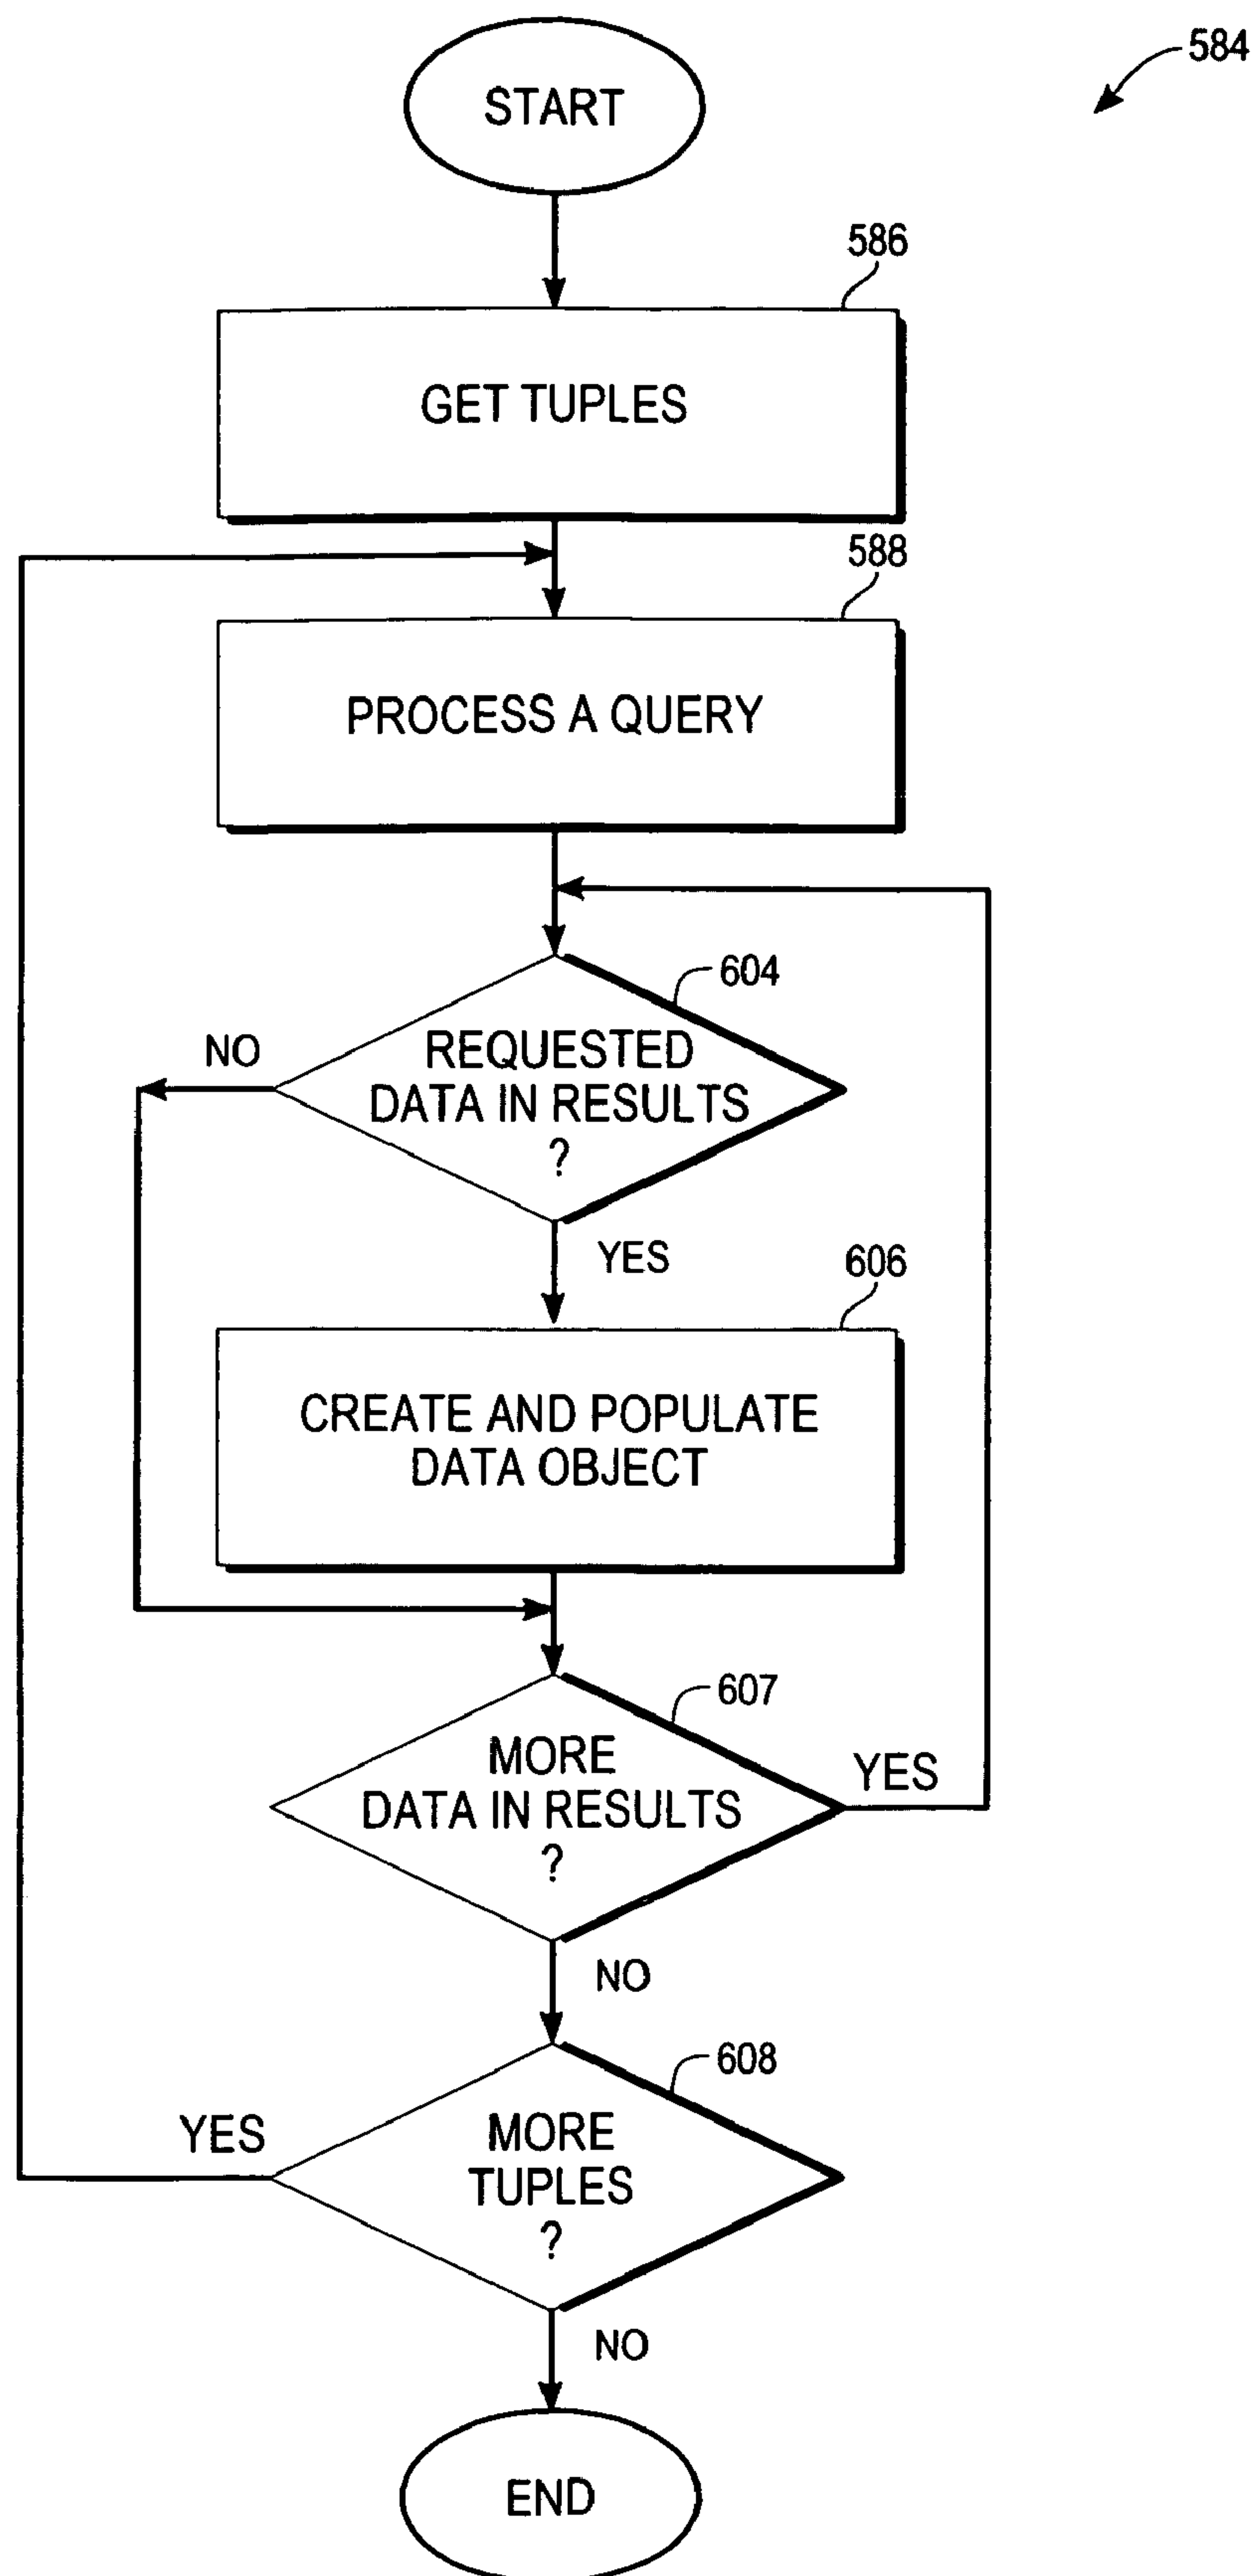 584
START
586
GET TUPLES
588
PROCESS A QUERY
604
NO
REQUESTED
DATA IN RESULTS
?
YES
606
CREATE AND POPULATE
DATA OBJECT
607
MORE
DATA IN RESULTS
?
YES
NO
608
YES
MORE
TUPLES
?
NO
END